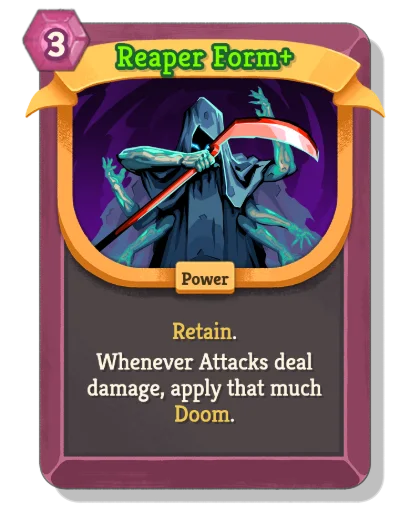 3
Reaper Form+
Power
Retain.
Whenever Attacks deal
damage, apply that much
Doom.